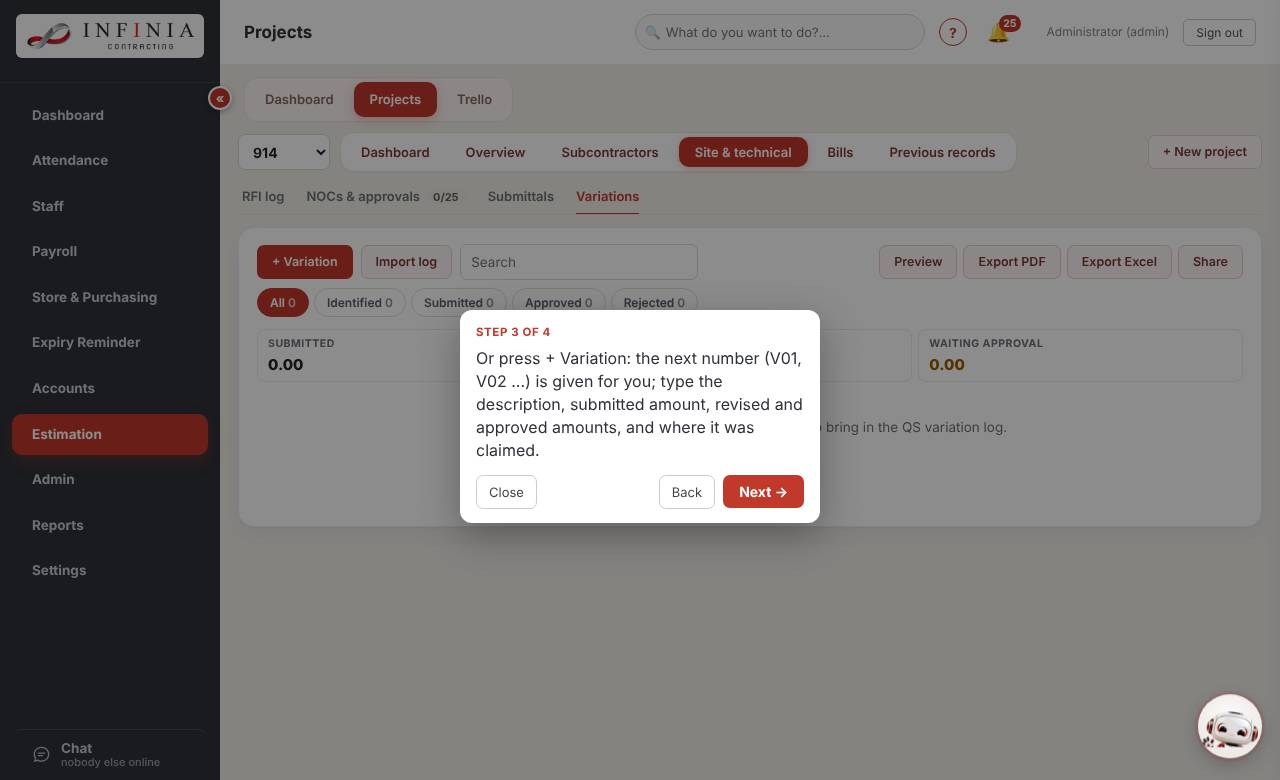 INFINIA
CONTRACTING
Projects
What do you want to do?...
?
25
Administrator (admin)
Sign out
«
Dashboard
Attendance
Staff
Payroll
Store & Purchasing
Expiry Reminder
Accounts
Estimation
Admin
Reports
Settings
Chat
nobody else online
Dashboard
Projects
Trello
914
Dashboard
Overview
Subcontractors
Site & technical
Bills
Previous records
+ New project
RFI log
NOCs & approvals 0/25
Submittals
Variations
+ Variation
Import log
Search
Preview
Export PDF
Export Excel
Share
All 0
Identified 0
Submitted 0
Approved 0
Rejected 0
SUBMITTED
0.00
WAITING APPROVAL
0.00
bring in the QS variation log.
STEP 3 OF 4
Or press + Variation: the next number (V01,
V02 ...) is given for you; type the
description, submitted amount, revised and
approved amounts, and where it was
claimed.
Close
Back
Next →